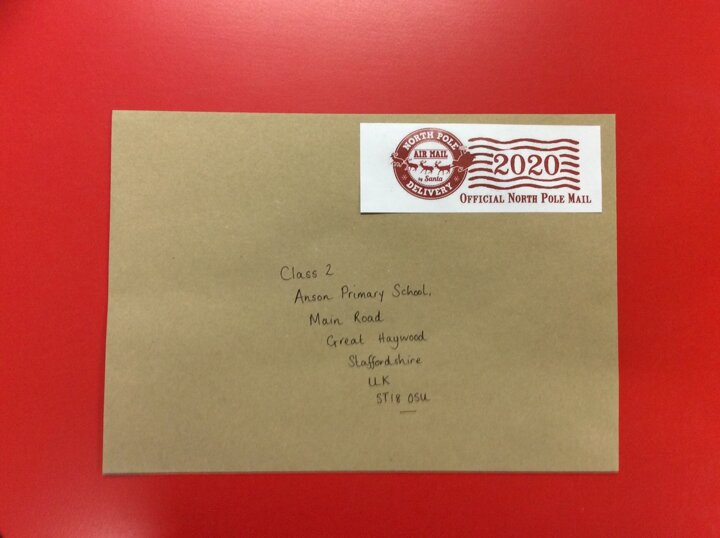 NORTH POLE
AIR MAIL
by Santa
DELIVERY
2020
OFFICIAL NORTH POLE MAIL
Class 2
Anson Primary School,
Main Road
Great Haywood
Staffordshire
UK
ST18 0SU